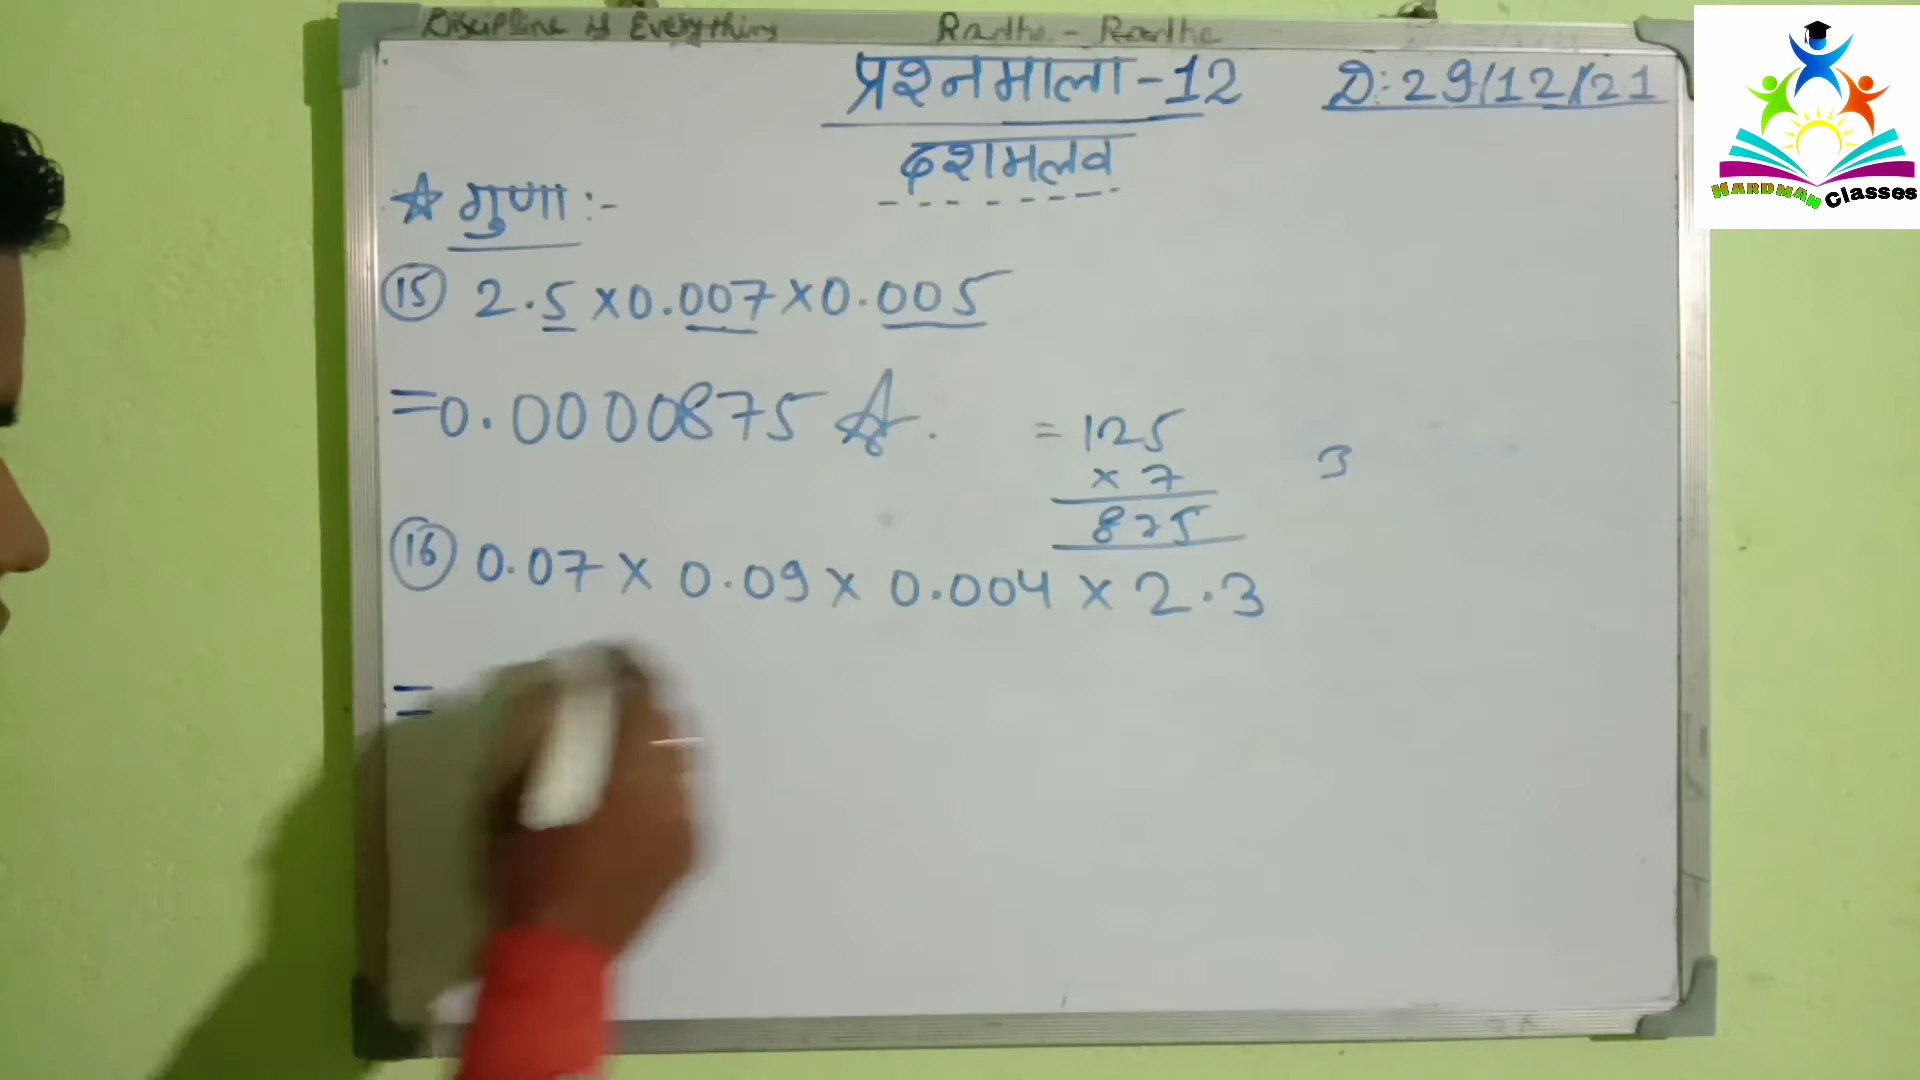 Discipline is Everything Radhe - Radhe
प्रश्नमाला - 12 D: 29/12/21
दशमलव
☆ गुणा :-
15 2.5 × 0.007 × 0.005
= 0.0000875
= 125
× 7
875
3
16 0.07 × 0.09 × 0.004 × 2.3
=
HARDMAN Classes